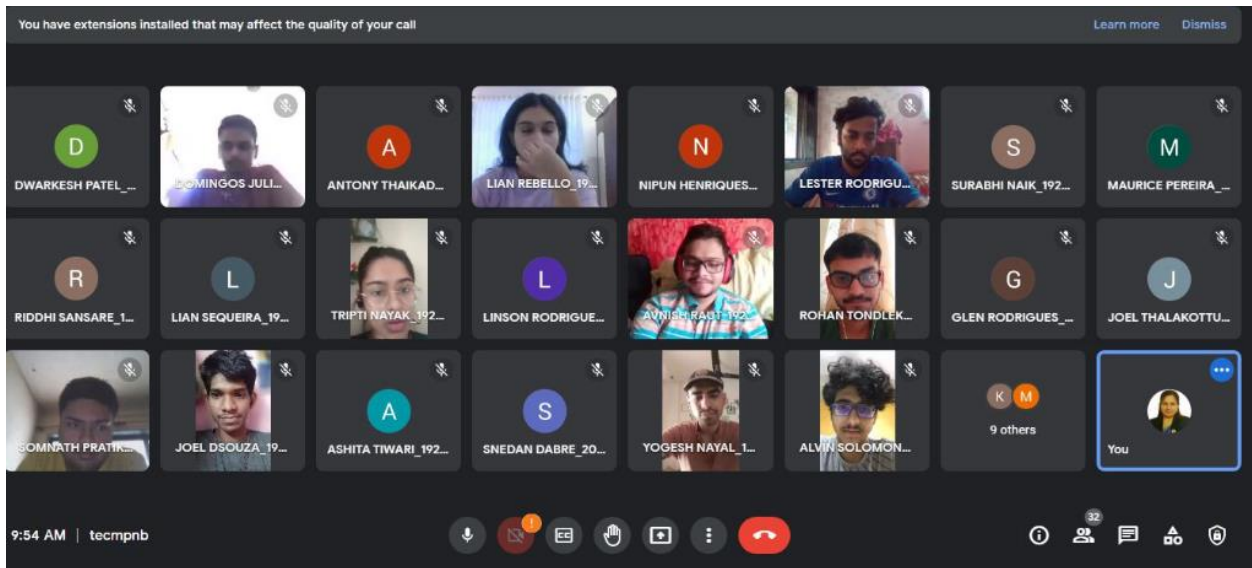 You have extensions installed that may affect the quality of your call
Learn more Dismiss
D
DWARKESH PATEL_...
DOMINGOS JULI...
A
ANTONY THAIKAD...
LIAN REBELLO_19...
N
NIPUN HENRIQUES...
LESTER RODRIGU...
S
SURABHI NAIK_192...
M
MAURICE PEREIRA_...
R
RIDDHI SANSARE_1...
L
LIAN SEQUEIRA_19...
TRIPTI NAYAK_192...
L
LINSON RODRIGUE...
AVNISH RAUT_192...
ROHAN TONDLEK...
G
GLEN RODRIGUES_...
J
JOEL THALAKOTTU...
SOMNATH PRATIK...
JOEL DSOUZA_19...
A
ASHITA TIWARI_192...
S
SNEDAN DABRE_20...
YOGESH NAYAL_1...
ALVIN SOLOMON...
K M
9 others
You
9:54 AM | tecmpnb
!
CC
32